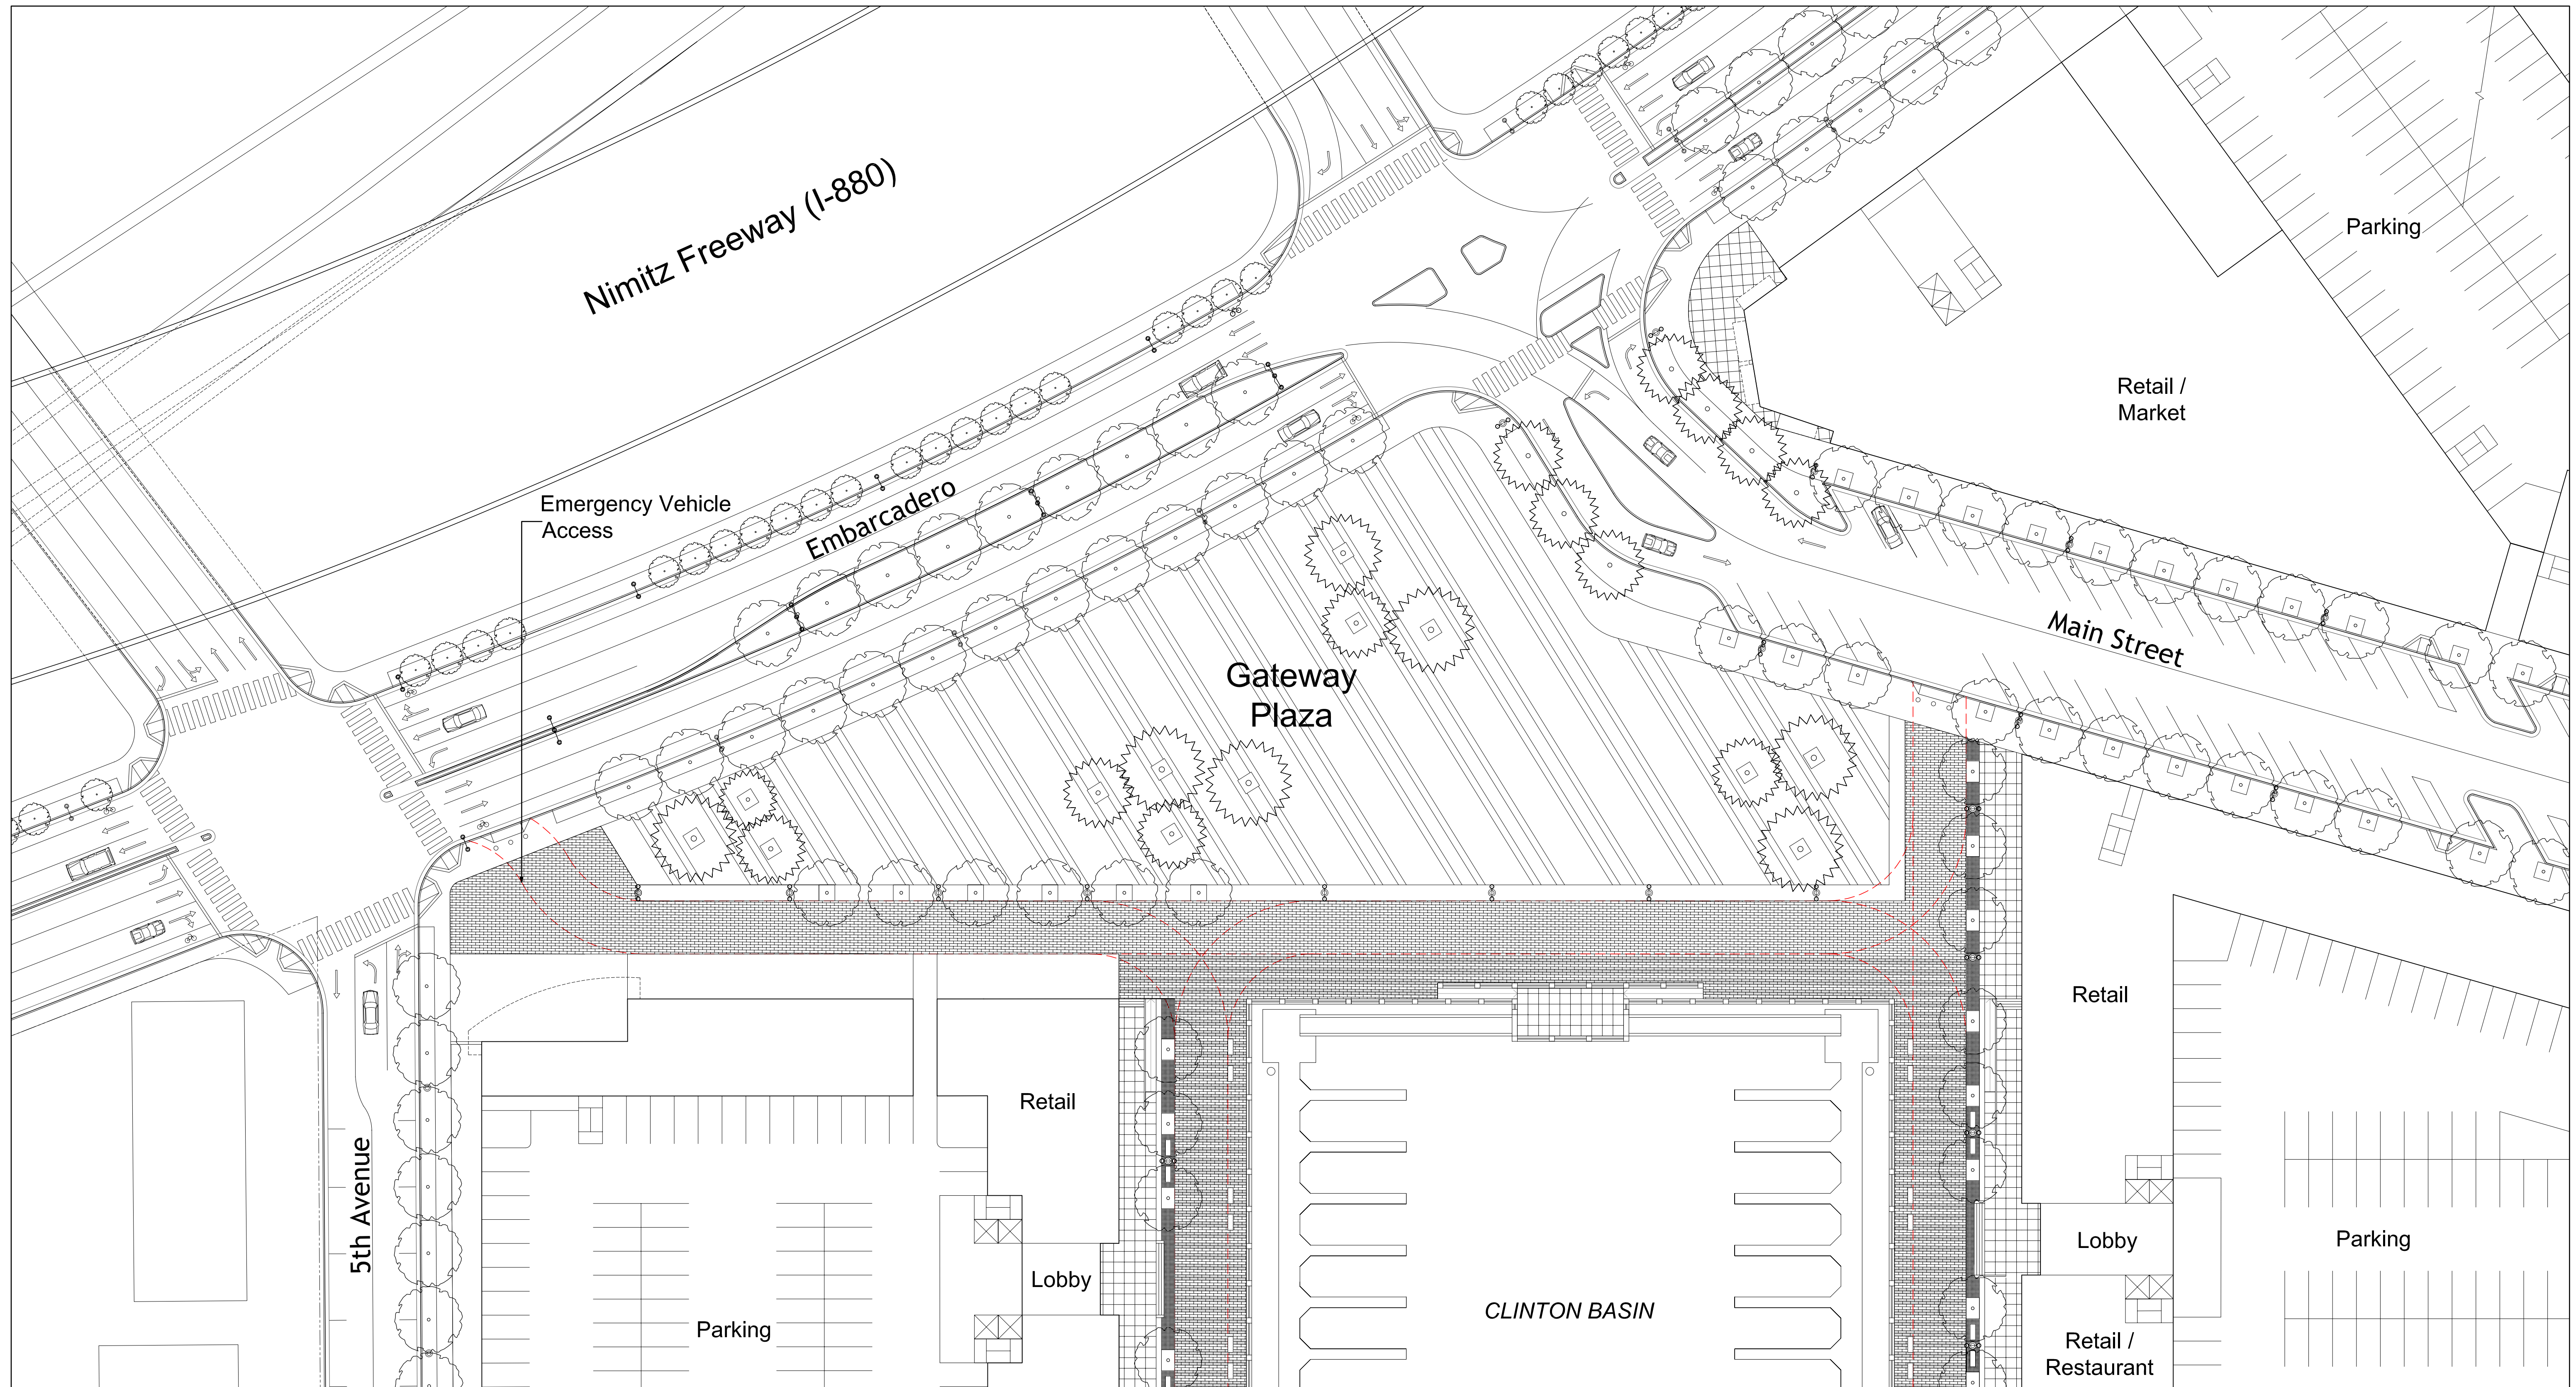 Nimitz Freeway (I-880)
Parking
Retail /
Market
Emergency Vehicle
Access
Embarcadero
Main Street
Gateway
Plaza
Retail
Retail
5th Avenue
Lobby
Parking
Lobby
Parking
CLINTON BASIN
Retail /
Restaurant